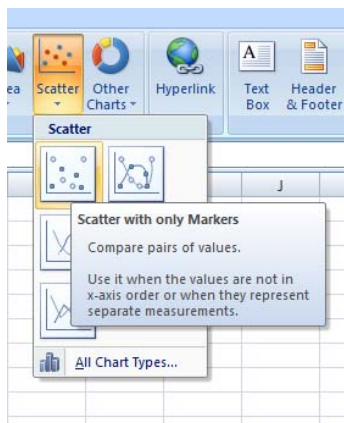 ea Scatter Other Charts Hyperlink Text Box Header & Footer
Scatter
J
Scatter with only Markers
Compare pairs of values.
Use it when the values are not in
x-axis order or when they represent
separate measurements.
All Chart Types...